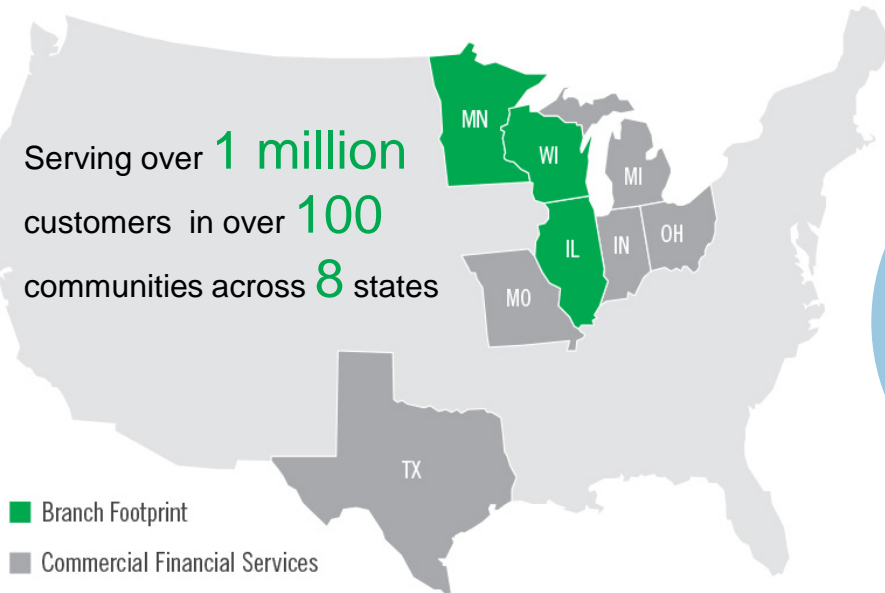 MN
WI
MI
Serving over 1 million
customers in over 100
communities across 8 states
IL
IN
OH
MO
TX
Branch Footprint
Commercial Financial Services